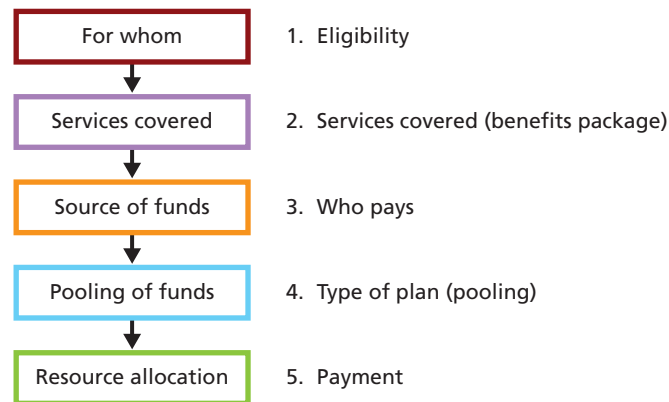 For whom
1. Eligibility
Services covered
2. Services covered (benefits package)
Source of funds
3. Who pays
Pooling of funds
4. Type of plan (pooling)
Resource allocation
5. Payment